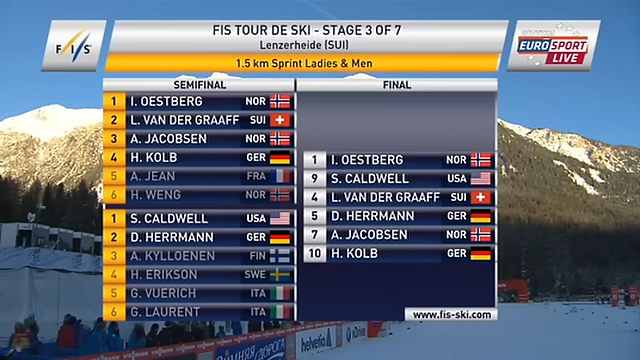 FIS TOUR DE SKI - STAGE 3 OF 7
Lenzerheide (SUI)
1.5 km Sprint Ladies & Men
FIS
EUROSPORT
LIVE
SEMIFINAL
1 I. OESTBERG NOR
2 L. VAN DER GRAAFF SUI
3 A. JACOBSEN NOR
4 H. KOLB GER
5 A. JEAN FRA
6 H. WENG NOR
1 S. CALDWELL USA
2 D. HERRMANN GER
3 A. KYLLOENEN FIN
4 H. ERIKSON SWE
5 G. VUERICH ITA
6 G. LAURENT ITA
FINAL
1 I. OESTBERG NOR
9 S. CALDWELL USA
4 L. VAN DER GRAAFF SUI
5 D. HERRMANN GER
7 A. JACOBSEN NOR
10 H. KOLB GER
www.fis-ski.com
helvetia
xDrive
дорога